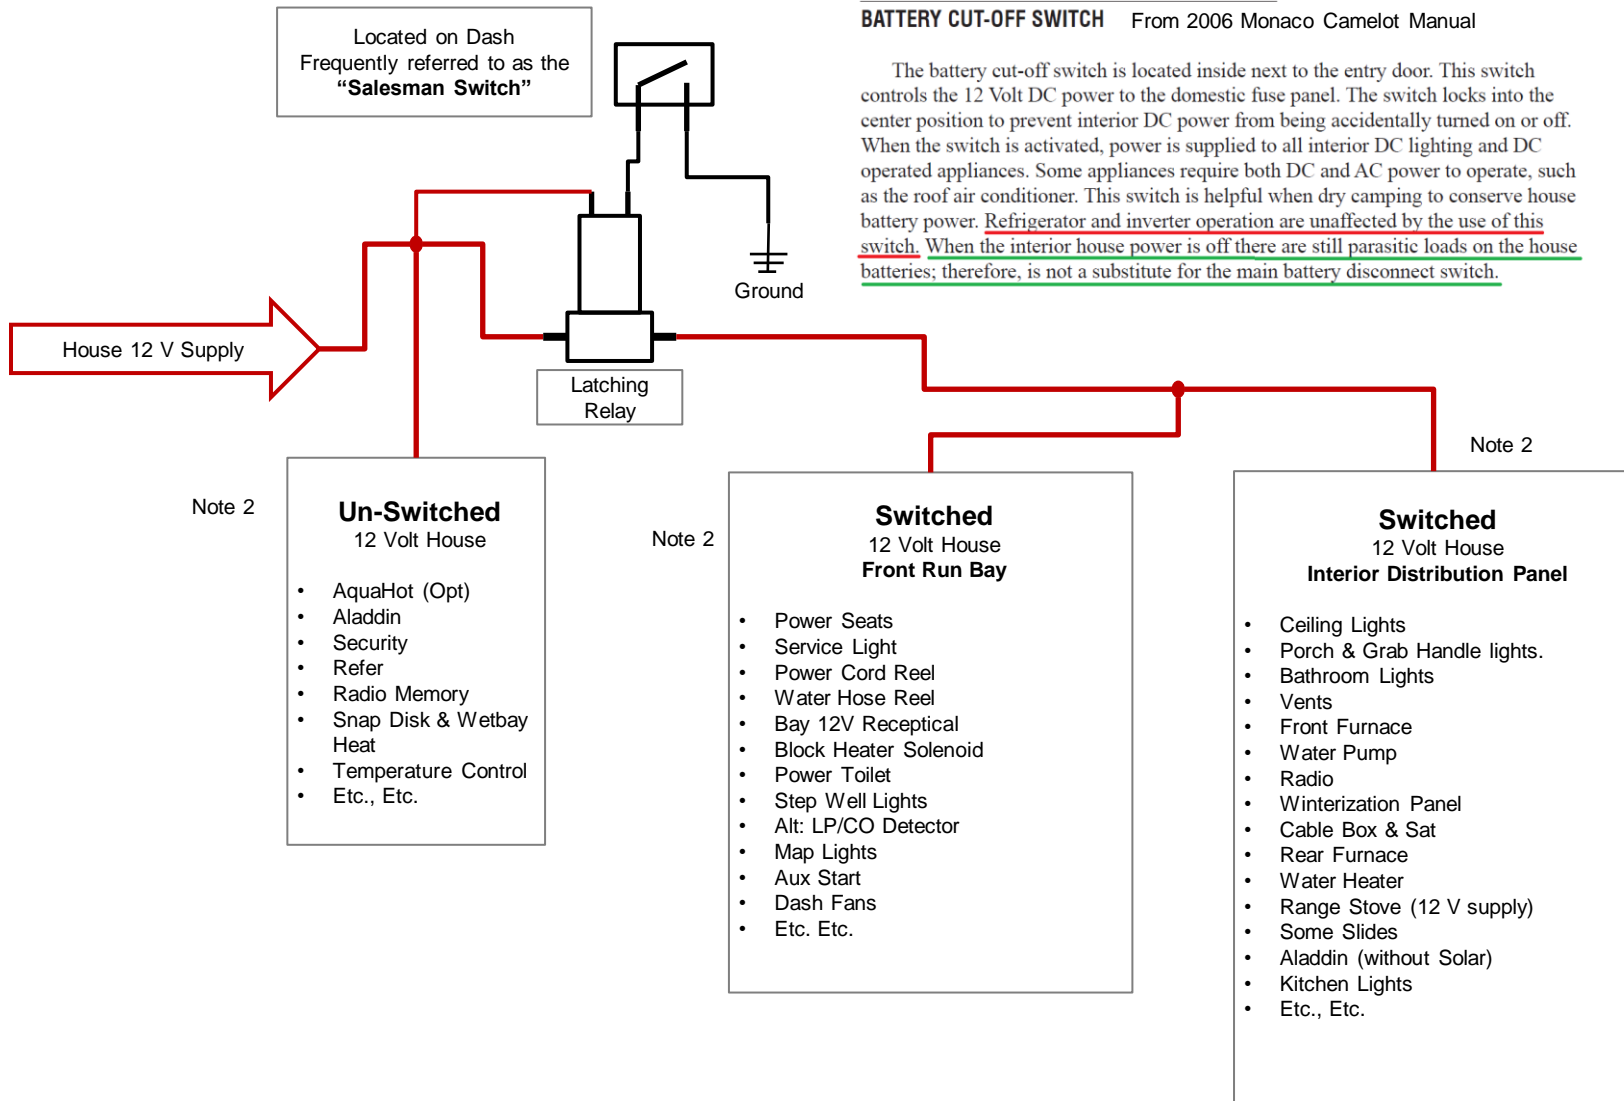 Located on Dash
Frequently referred to as the
“Salesman Switch”
BATTERY CUT-OFF SWITCH From 2006 Monaco Camelot Manual
The battery cut-off switch is located inside next to the entry door. This switch
controls the 12 Volt DC power to the domestic fuse panel. The switch locks into the
center position to prevent interior DC power from being accidentally turned on or off.
When the switch is activated, power is supplied to all interior DC lighting and DC
operated appliances. Some appliances require both DC and AC power to operate, such
as the roof air conditioner. This switch is helpful when dry camping to conserve house
battery power. Refrigerator and inverter operation are unaffected by the use of this
switch. When the interior house power is off there are still parasitic loads on the house
batteries; therefore, is not a substitute for the main battery disconnect switch.
Ground
House 12 V Supply
Latching
Relay
Note 2
Un-Switched
12 Volt House
• AquaHot (Opt)
• Aladdin
• Security
• Refer
• Radio Memory
• Snap Disk & Wetbay
Heat
• Temperature Control
• Etc., Etc.
Note 2
Switched
12 Volt House
Front Run Bay
• Power Seats
• Service Light
• Power Cord Reel
• Water Hose Reel
• Bay 12V Receptical
• Block Heater Solenoid
• Power Toilet
• Step Well Lights
• Alt: LP/CO Detector
• Map Lights
• Aux Start
• Dash Fans
• Etc. Etc.
Note 2
Switched
12 Volt House
Interior Distribution Panel
• Ceiling Lights
• Porch & Grab Handle lights.
• Bathroom Lights
• Vents
• Front Furnace
• Water Pump
• Radio
• Winterization Panel
• Cable Box & Sat
• Rear Furnace
• Water Heater
• Range Stove (12 V supply)
• Some Slides
• Aladdin (without Solar)
• Kitchen Lights
• Etc., Etc.